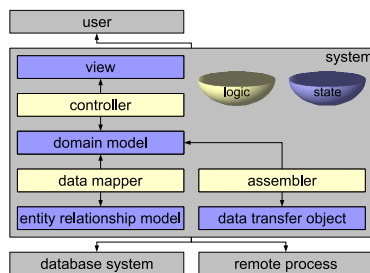 user
system
view
logic
state
controller
domain model
data mapper
assembler
entity relationship model
data transfer object
database system
remote process